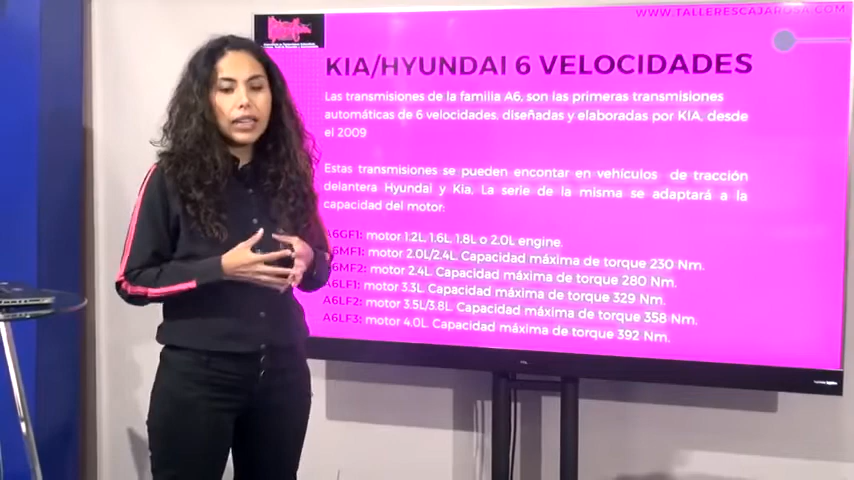 WWW.TALLERESCAJAROSA.COM
KIA/HYUNDAI 6 VELOCIDADES
Las transmisiones de la familia A6, son las primeras transmisiones
automáticas de 6 velocidades, diseñadas y elaboradas por KIA, desde
el 2009
Estas transmisiones se pueden encontar en vehículos de tracción
delantera Hyundai y Kia. La serie de la misma se adaptará a la
capacidad del motor:
A6GF1: motor 1.2L, 1.6L, 1.8L o 2.0L engine.
A6MF1: motor 2.0L/2.4L. Capacidad máxima de torque 230 Nm.
A6MF2: motor 2.4L. Capacidad máxima de torque 280 Nm.
A6LF1: motor 3.3L. Capacidad máxima de torque 329 Nm.
A6LF2: motor 3.5L/3.8L. Capacidad máxima de torque 358 Nm.
A6LF3: motor 4.0L. Capacidad máxima de torque 392 Nm.